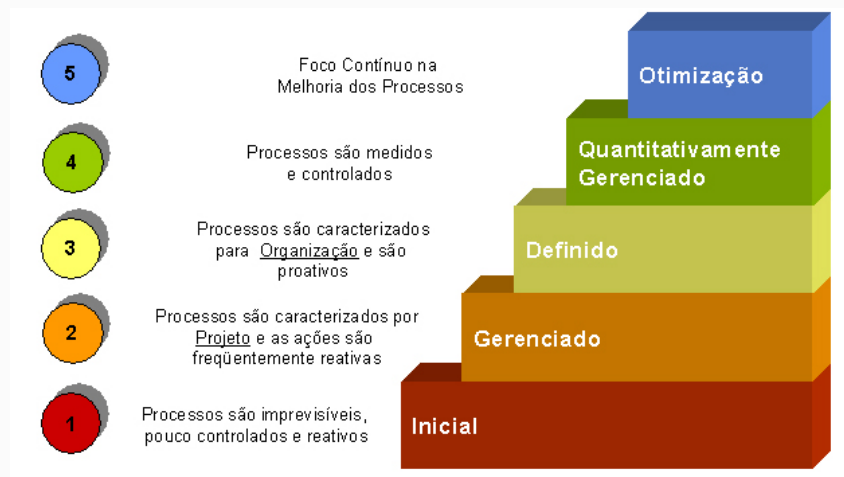 5
Foco Contínuo na
Melhoria dos Processos
Otimização
4
Processos são medidos
e controlados
Quantitativamente
Gerenciado
3
Processos são caracterizados
para Organização e são
proativos
Definido
2
Processos são caracterizados por
Projeto e as ações são
freqüentemente reativas
Gerenciado
1
Processos são imprevisíveis,
pouco controlados e reativos
Inicial